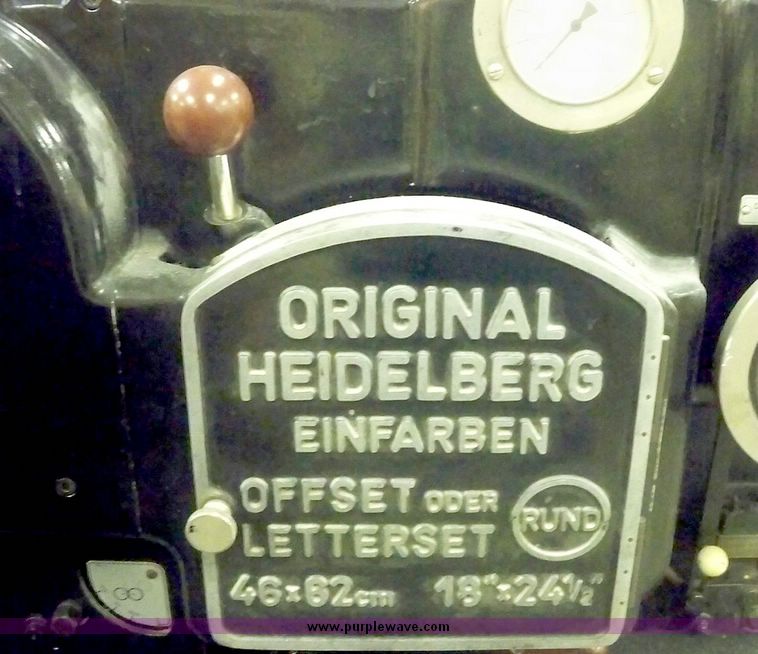 ORIGINAL
HEIDELBERG
EINFARBEN
OFFSET ODER
LETTERSET
RUND
46x62cm 18"x24½"
www.purplewave.com